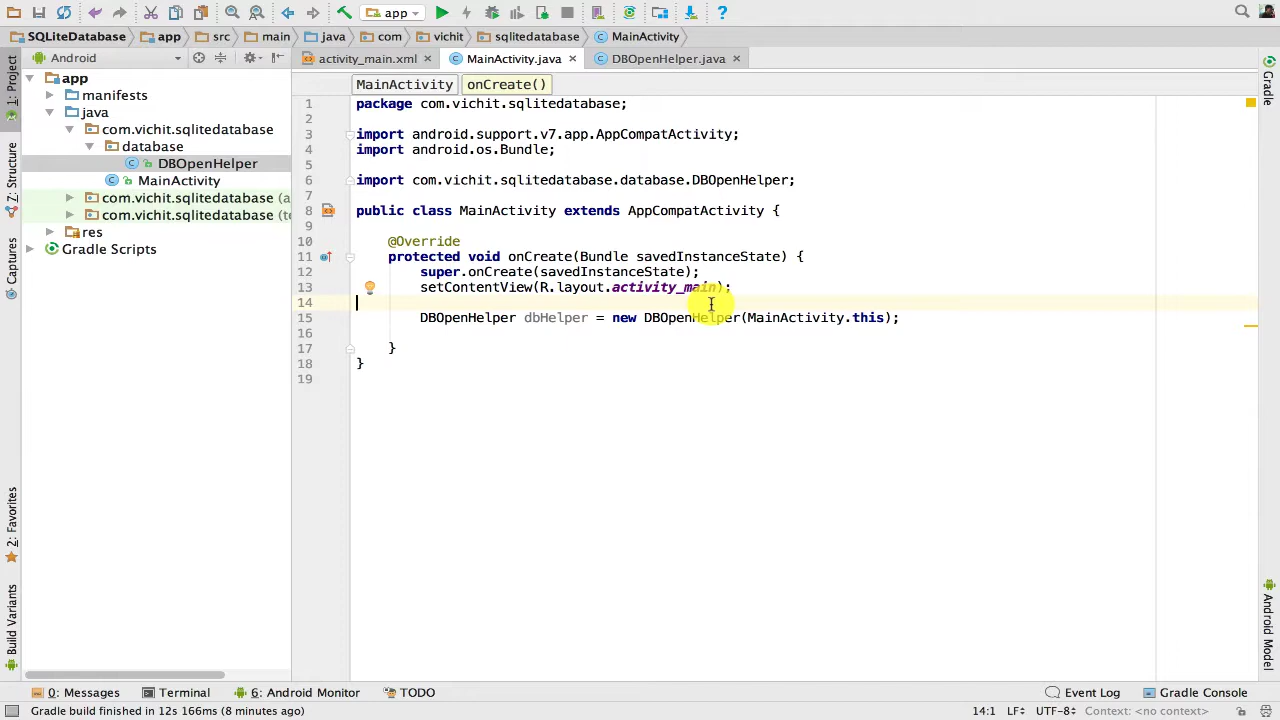 app
SQLiteDatabase app src main java com vichit sqlitedatabase MainActivity
Android
activity_main.xml MainActivity.java DBOpenHelper.java
MainActivity onCreate()
1: Project
Z: Structure
Captures
2: Favorites
Build Variants
app
manifests
java
com.vichit.sqlitedatabase
database
DBOpenHelper
MainActivity
com.vichit.sqlitedatabase (a
com.vichit.sqlitedatabase (te
res
Gradle Scripts
1 package com.vichit.sqlitedatabase;
2
3 import android.support.v7.app.AppCompatActivity;
4 import android.os.Bundle;
5
6 import com.vichit.sqlitedatabase.database.DBOpenHelper;
7
8 public class MainActivity extends AppCompatActivity {
9
10 @Override
11 protected void onCreate(Bundle savedInstanceState) {
12 super.onCreate(savedInstanceState);
13 setContentView(R.layout.activity_main);
14
15 DBOpenHelper dbHelper = new DBOpenHelper(MainActivity.this);
16
17 }
18 }
19
Gradle
Android Model
0: Messages Terminal 6: Android Monitor TODO Event Log Gradle Console
Gradle build finished in 12s 166ms (8 minutes ago) 14:1 LF÷ UTF-8÷ Context: <no context>